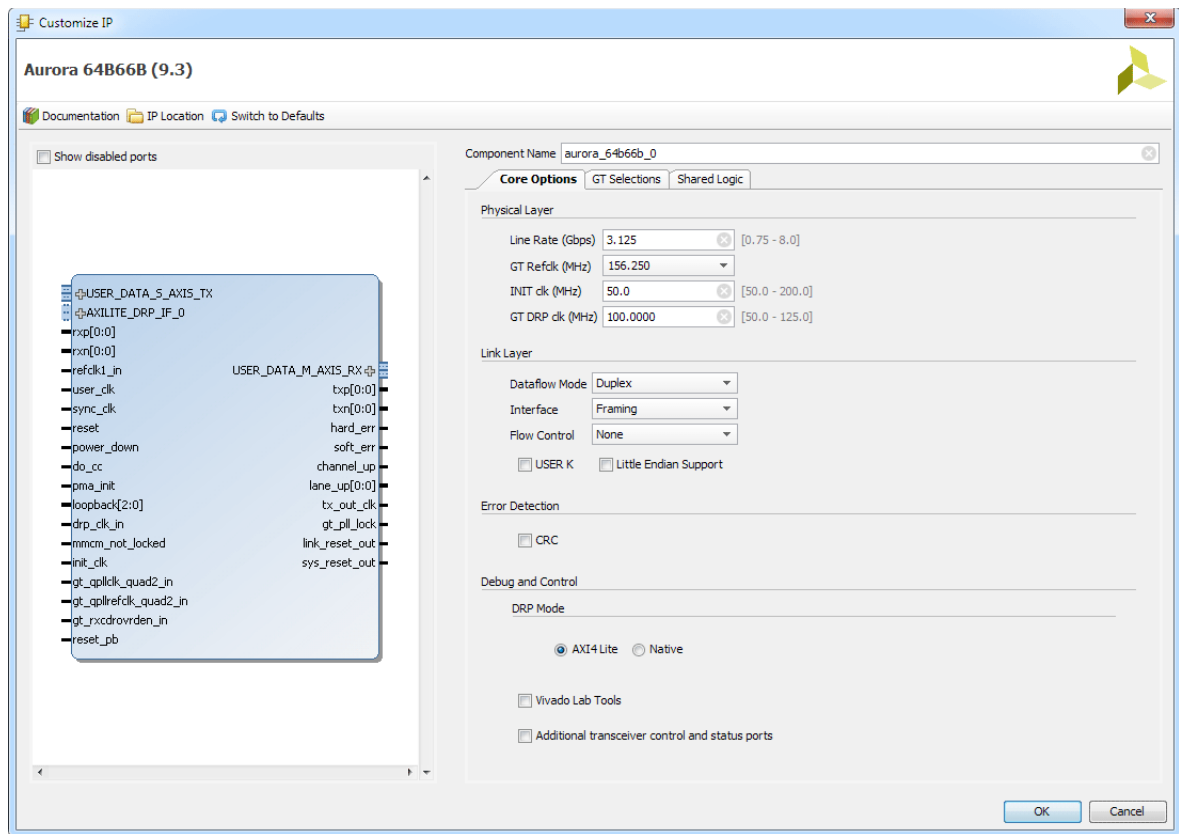 Customize IP
Aurora 64B66B (9.3)
Documentation IP Location Switch to Defaults
Show disabled ports
USER_DATA_S_AXIS_TX
AXILITE_DRP_IF_0
rxp[0:0]
rxn[0:0]
refclk1_in
user_clk
sync_clk
reset
power_down
do_cc
pma_init
loopback[2:0]
drp_clk_in
mmcm_not_locked
init_clk
gt_qpllclk_quad2_in
gt_qpllrefclk_quad2_in
gt_rxcdrovrden_in
reset_pb
USER_DATA_M_AXIS_RX
txp[0:0]
txn[0:0]
hard_err
soft_err
channel_up
lane_up[0:0]
tx_out_clk
gt_pll_lock
link_reset_out
sys_reset_out
Component Name aurora_64b66b_0
Core Options GT Selections Shared Logic
Physical Layer
Line Rate (Gbps) 3.125 [0.75 - 8.0]
GT Refclk (MHz) 156.250
INIT clk (MHz) 50.0 [50.0 - 200.0]
GT DRP clk (MHz) 100.0000 [50.0 - 125.0]
Link Layer
Dataflow Mode Duplex
Interface Framing
Flow Control None
USER K Little Endian Support
Error Detection
CRC
Debug and Control
DRP Mode
AXI4 Lite Native
Vivado Lab Tools
Additional transceiver control and status ports
OK Cancel